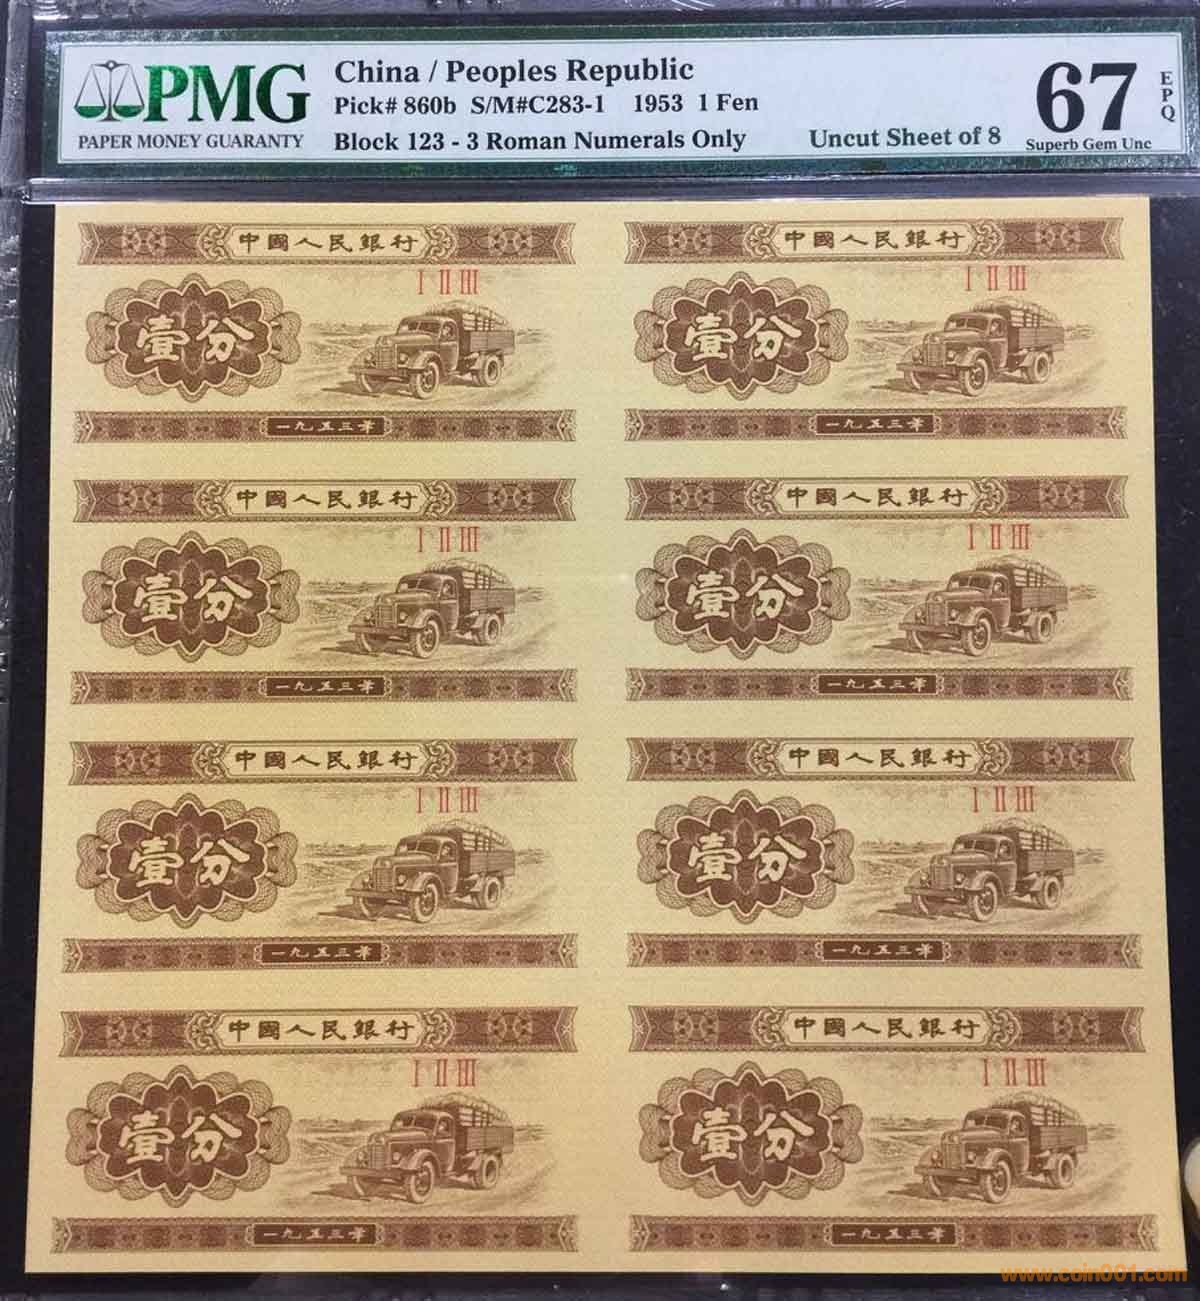 PMG
PAPER MONEY GUARANTY
China / Peoples Republic
Pick# 860b S/M#C283-1 1953 1 Fen
Block 123 - 3 Roman Numerals Only
Uncut Sheet of 8
67
EPQ
Superb Gem Unc
中國人民銀行
I II III
壹分
一九五三年
中國人民銀行
I II III
壹分
一九五三年
中國人民銀行
I II III
壹分
一九五三年
中國人民銀行
I II III
壹分
一九五三年
中國人民銀行
I II III
壹分
一九五三年
中國人民銀行
I II III
壹分
一九五三年
中國人民銀行
I II III
壹分
一九五三年
中國人民銀行
I II III
壹分
一九五三年
www.coin001.com